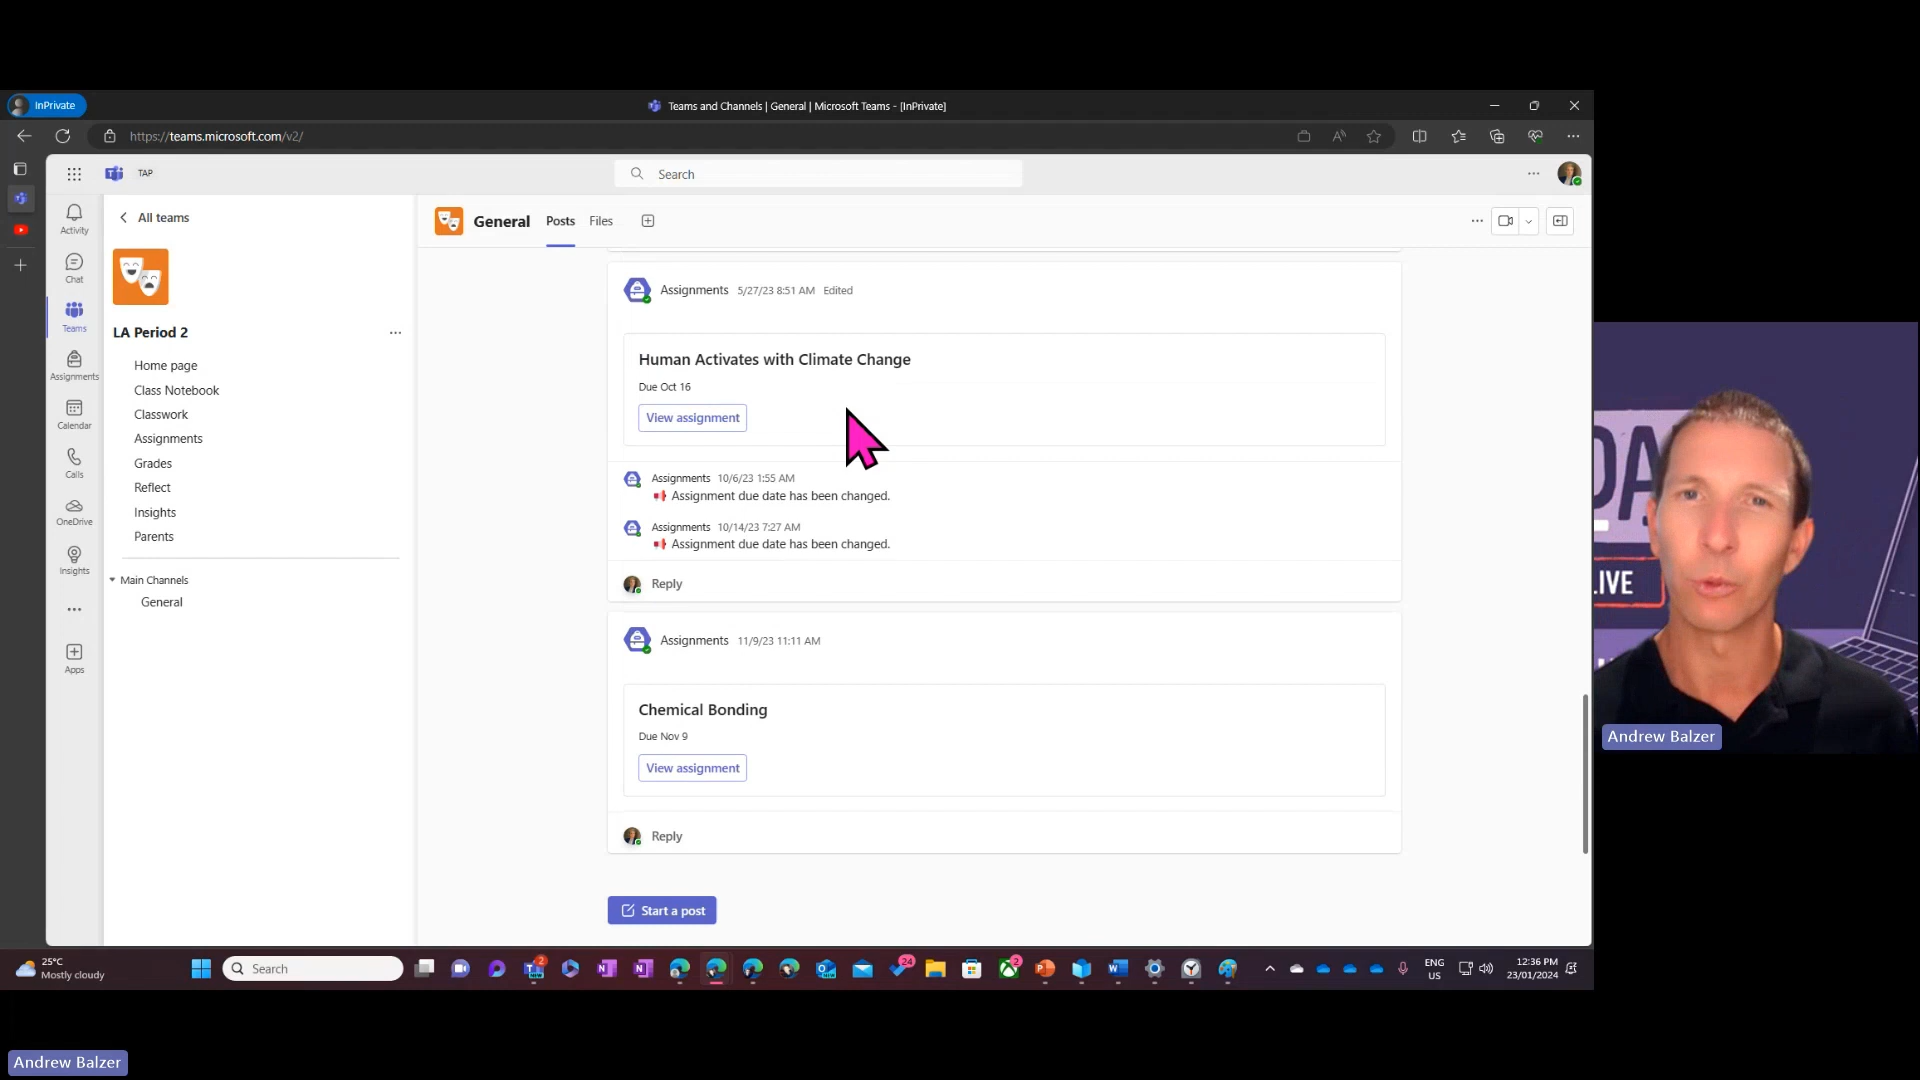 InPrivate
Teams and Channels | General | Microsoft Teams - [InPrivate]
https://teams.microsoft.com/v2/
TAP
Search
Activity
Chat
Teams
Assignments
Calendar
Calls
OneDrive
Insights
Apps
All teams
LA Period 2
Home page
Class Notebook
Classwork
Assignments
Grades
Reflect
Insights
Parents
Main Channels
General
General Posts Files
Assignments 5/27/23 8:51 AM Edited
Human Activates with Climate Change
Due Oct 16
View assignment
Assignments 10/6/23 1:55 AM
Assignment due date has been changed.
Assignments 10/14/23 7:27 AM
Assignment due date has been changed.
Reply
Assignments 11/9/23 11:11 AM
Chemical Bonding
Due Nov 9
View assignment
Reply
Start a post
IVE
Andrew Balzer
25°C
Mostly cloudy
Search
2
24
2
ENG
US
12:36 PM
23/01/2024
Andrew Balzer